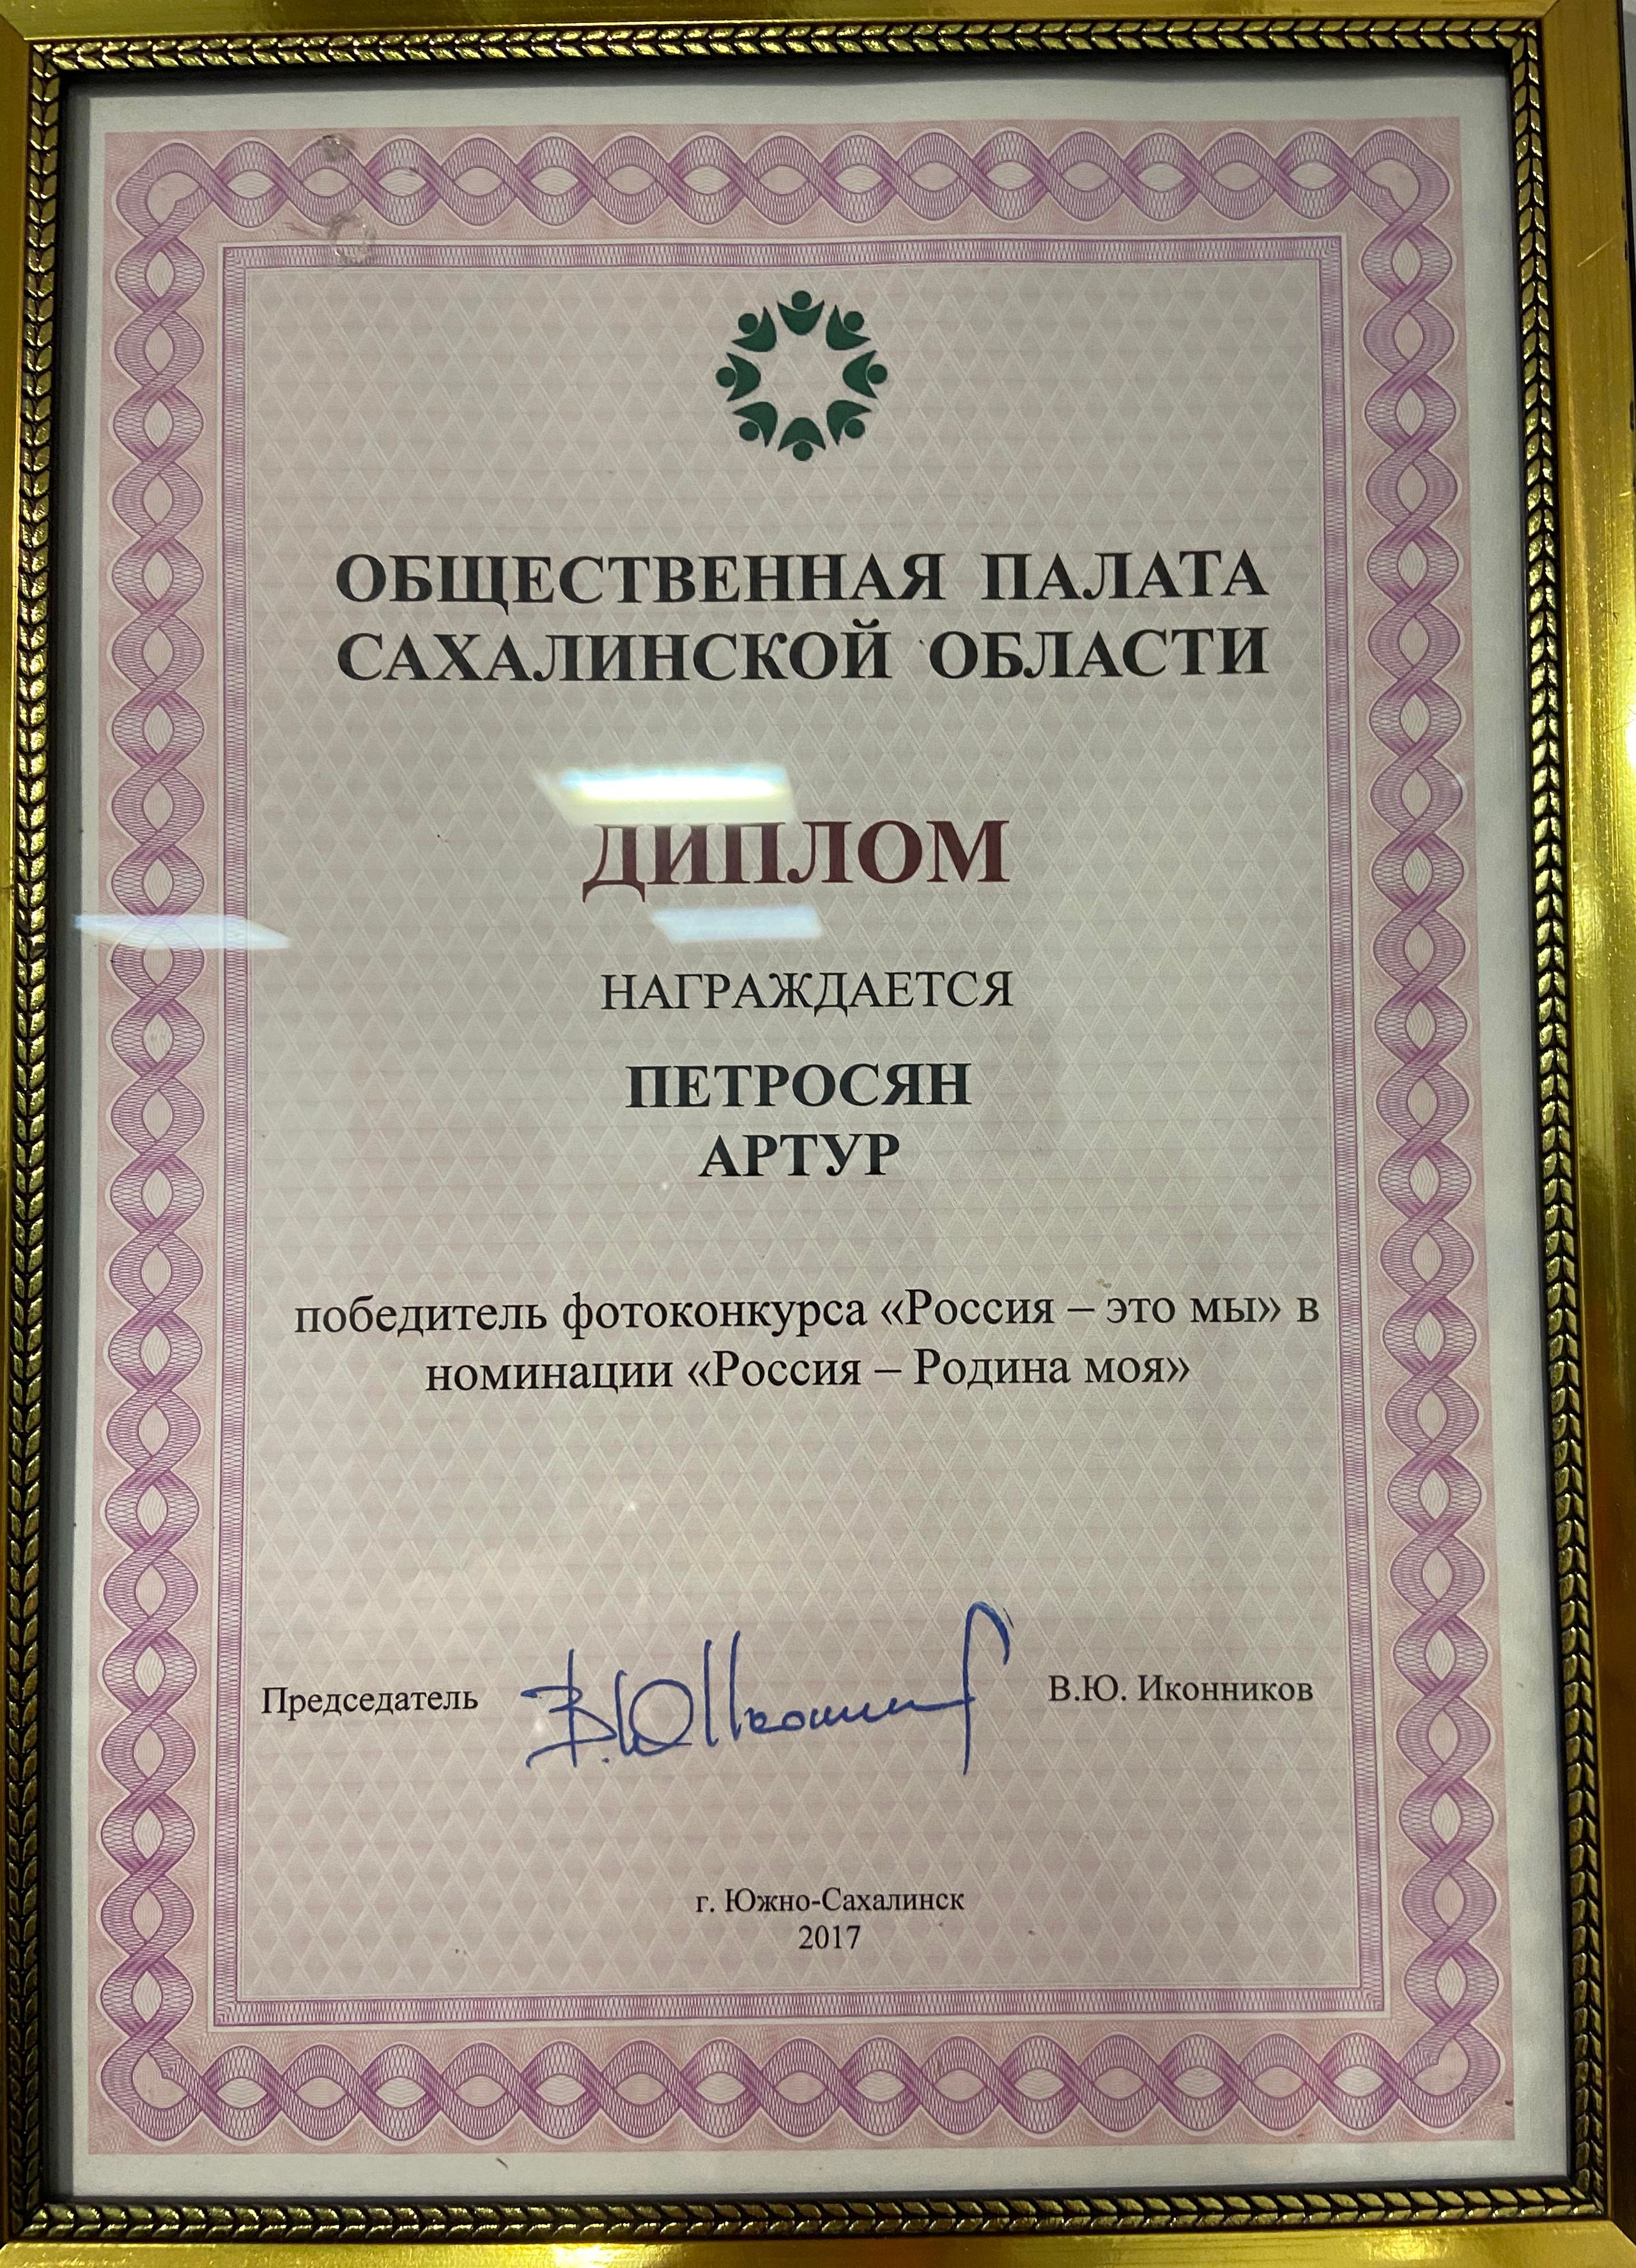 ОБЩЕСТВЕННАЯ ПАЛАТА
САХАЛИНСКОЙ ОБЛАСТИ
ДИПЛОМ
НАГРАЖДАЕТСЯ
ПЕТРОСЯН
АРТУР
победитель фотоконкурса «Россия – это мы» в
номинации «Россия – Родина моя»
Председатель В.Ю. Иконников
г. Южно-Сахалинск
2017